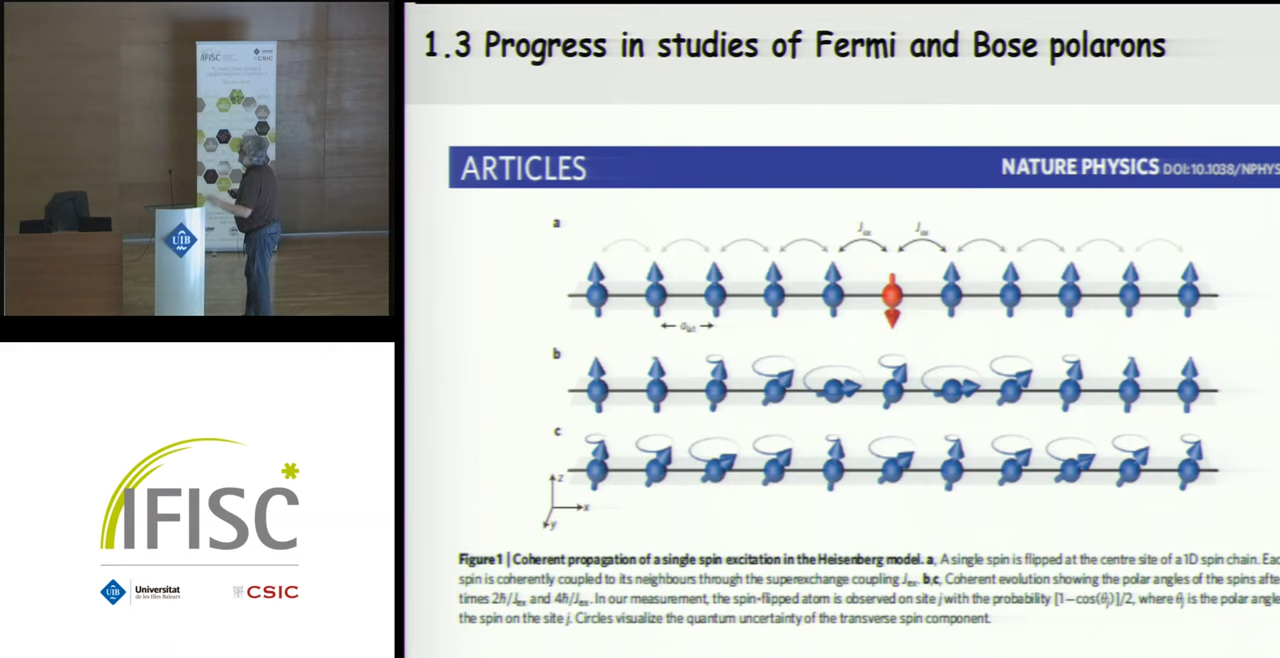 1.3 Progress in studies of Fermi and Bose polarons
ARTICLES
NATURE PHYSICS DOI:10.1038/NPHYS
a
J_ex J_ex
a_lat
b
c
z
x
y
Figure 1 | Coherent propagation of a single spin excitation in the Heisenberg model. a, A single spin is flipped at the centre site of a 1D spin chain. Eac
spin is coherently coupled to its neighbours through the superexchange coupling J_ex. b,c, Coherent evolution showing the polar angles of the spins afte
times 2ℏ/J_ex and 4ℏ/J_ex. In our measurement, the spin-flipped atom is observed on site j with the probability [1−cos(θ_j)]/2, where θ_j is the polar angle
the spin on the site j. Circles visualize the quantum uncertainty of the transverse spin component.
IFISC
CSIC
UIB
IFISC*
UIB Universitat de les Illes Balears
CSIC